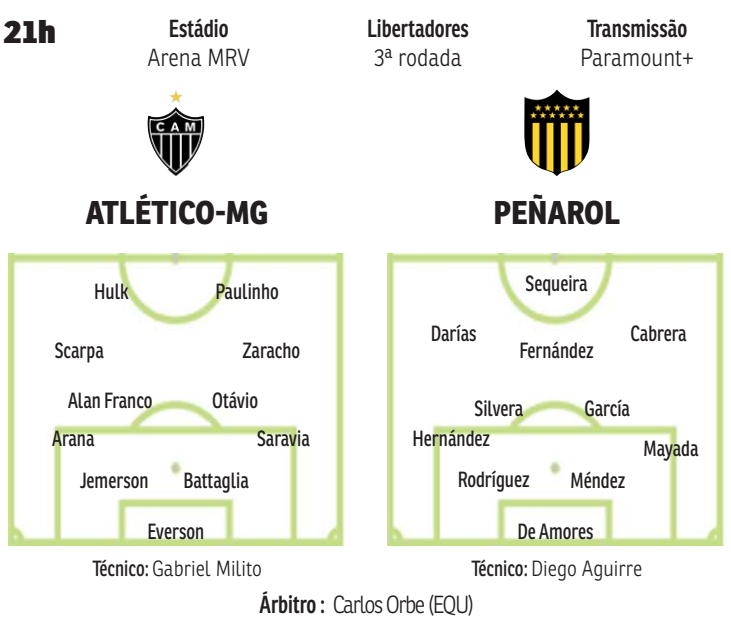 21h
Estádio
Arena MRV
Libertadores
3ª rodada
Transmissão
Paramount+
CAM
ATLÉTICO-MG
Hulk Paulinho
Scarpa Zaracho
Alan Franco Otávio
Arana Saravia
Jemerson Battaglia
Everson
Técnico: Gabriel Milito
PEÑAROL
Sequeira
Darías Cabrera
Fernández
Silvera García
Hernández
Mayada
Rodríguez Méndez
De Amores
Técnico: Diego Aguirre
Árbitro : Carlos Orbe (EQU)